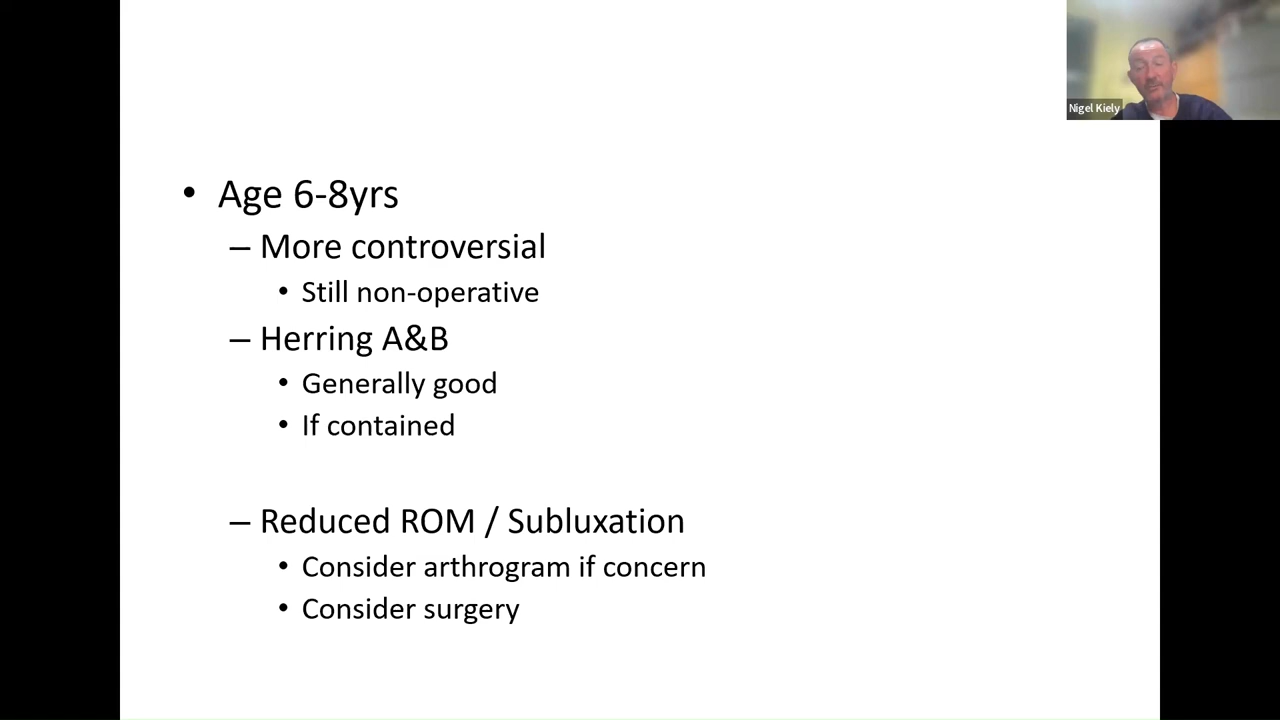 Nigel Kiely
• Age 6-8yrs
– More controversial
• Still non-operative
– Herring A&B
• Generally good
• If contained
– Reduced ROM / Subluxation
• Consider arthrogram if concern
• Consider surgery